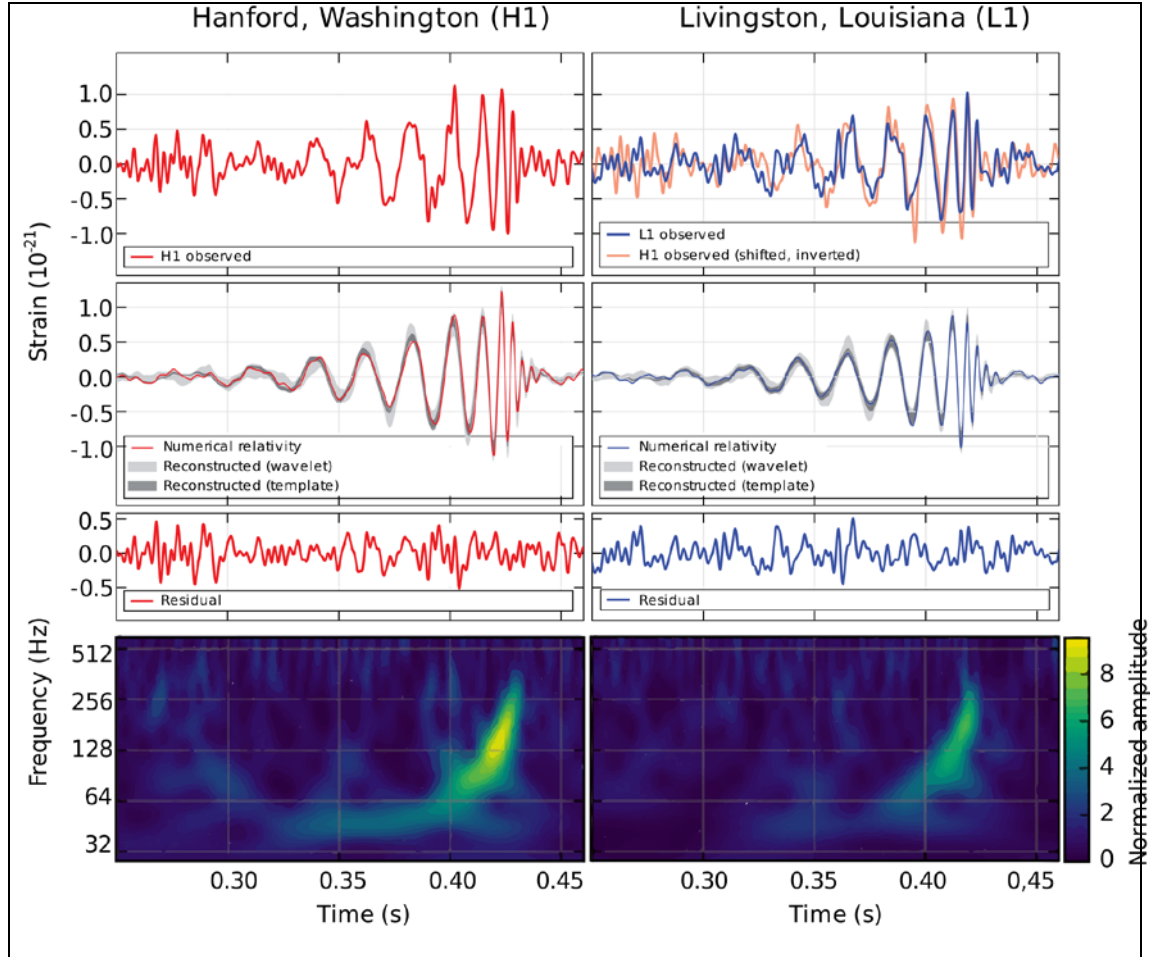 Hanford, Washington (H1)
Livingston, Louisiana (L1)
Strain (10⁻²¹)
1.0
0.5
0.0
-0.5
-1.0
H1 observed
L1 observed
H1 observed (shifted, inverted)
1.0
0.5
0.0
-0.5
-1.0
Numerical relativity
Reconstructed (wavelet)
Reconstructed (template)
Numerical relativity
Reconstructed (wavelet)
Reconstructed (template)
0.5
0.0
-0.5
Residual
Residual
Frequency (Hz)
512
256
128
64
32
Normalized amplitude
8
6
4
2
0
0.30 0.35 0.40 0.45
0.30 0.35 0.40 0,45
Time (s)
Time (s)